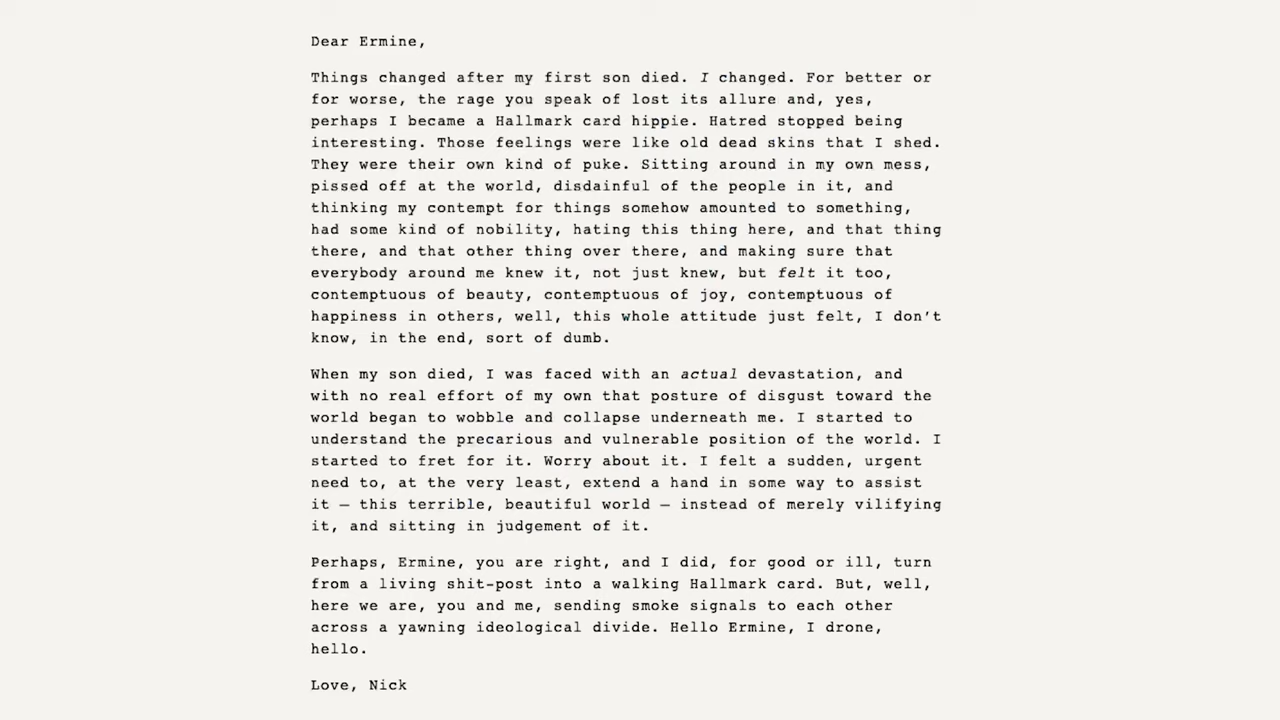 Dear Ermine,
Things changed after my first son died. I changed. For better or
for worse, the rage you speak of lost its allure and, yes,
perhaps I became a Hallmark card hippie. Hatred stopped being
interesting. Those feelings were like old dead skins that I shed.
They were their own kind of puke. Sitting around in my own mess,
pissed off at the world, disdainful of the people in it, and
thinking my contempt for things somehow amounted to something,
had some kind of nobility, hating this thing here, and that thing
there, and that other thing over there, and making sure that
everybody around me knew it, not just knew, but felt it too,
contemptuous of beauty, contemptuous of joy, contemptuous of
happiness in others, well, this whole attitude just felt, I don’t
know, in the end, sort of dumb.
When my son died, I was faced with an actual devastation, and
with no real effort of my own that posture of disgust toward the
world began to wobble and collapse underneath me. I started to
understand the precarious and vulnerable position of the world. I
started to fret for it. Worry about it. I felt a sudden, urgent
need to, at the very least, extend a hand in some way to assist
it — this terrible, beautiful world — instead of merely vilifying
it, and sitting in judgement of it.
Perhaps, Ermine, you are right, and I did, for good or ill, turn
from a living shit-post into a walking Hallmark card. But, well,
here we are, you and me, sending smoke signals to each other
across a yawning ideological divide. Hello Ermine, I drone,
hello.
Love, Nick